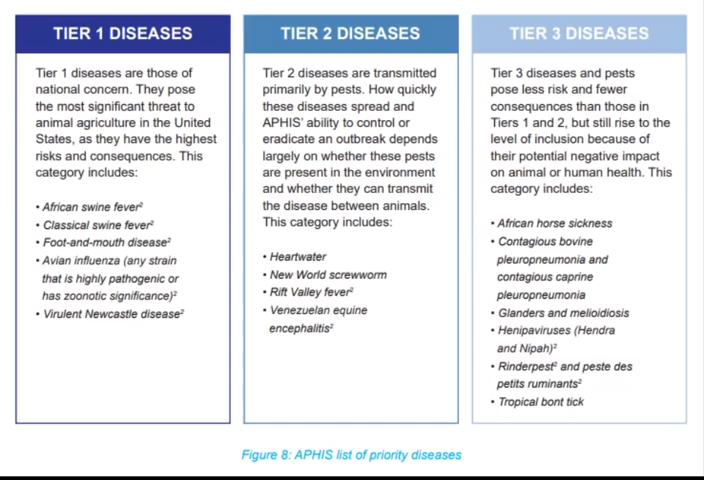 TIER 1 DISEASES
Tier 1 diseases are those of
national concern. They pose
the most significant threat to
animal agriculture in the United
States, as they have the highest
risks and consequences. This
category includes:
• African swine fever²
• Classical swine fever²
• Foot-and-mouth disease²
• Avian influenza (any strain
that is highly pathogenic or
has zoonotic significance)²
• Virulent Newcastle disease²
TIER 2 DISEASES
Tier 2 diseases are transmitted
primarily by pests. How quickly
these diseases spread and
APHIS' ability to control or
eradicate an outbreak depends
largely on whether these pests
are present in the environment
and whether they can transmit
the disease between animals.
This category includes:
• Heartwater
• New World screwworm
• Rift Valley fever²
• Venezuelan equine
encephalitis²
TIER 3 DISEASES
Tier 3 diseases and pests
pose less risk and fewer
consequences than those in
Tiers 1 and 2, but still rise to the
level of inclusion because of
their potential negative impact
on animal or human health. This
category includes:
• African horse sickness
• Contagious bovine
pleuropneumonia and
contagious caprine
pleuropneumonia
• Glanders and melioidiosis
• Henipaviruses (Hendra
and Nipah)²
• Rinderpest² and peste des
petits ruminants²
• Tropical bont tick
Figure 8: APHIS list of priority diseases